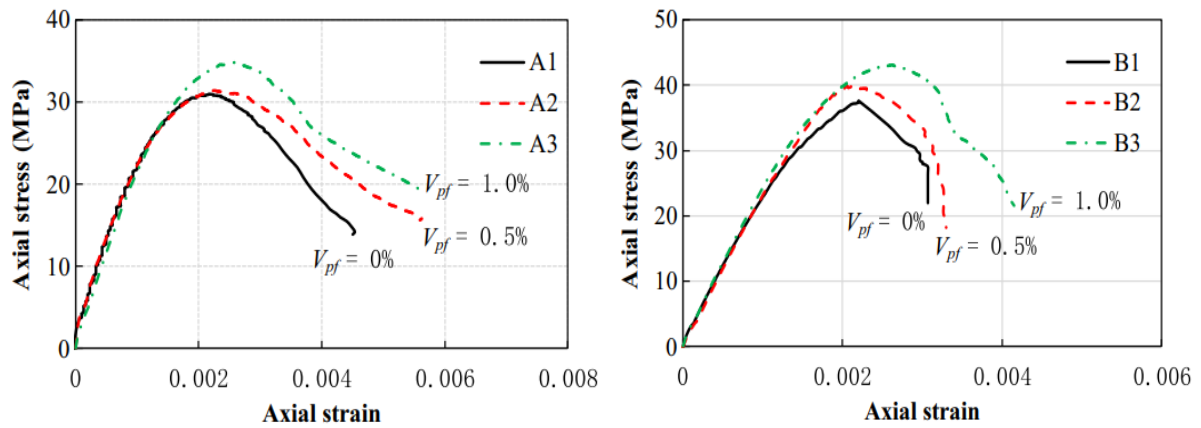 40
30
20
10
0
Axial stress (MPa)
A1
A2
A3
Vpf = 1.0%
Vpf = 0.5%
Vpf = 0%
0 0.002 0.004 0.006 0.008
Axial strain
50
40
30
20
10
0
Axial stress (MPa)
B1
B2
B3
Vpf = 1.0%
Vpf = 0%
Vpf = 0.5%
0 0.002 0.004 0.006
Axial strain